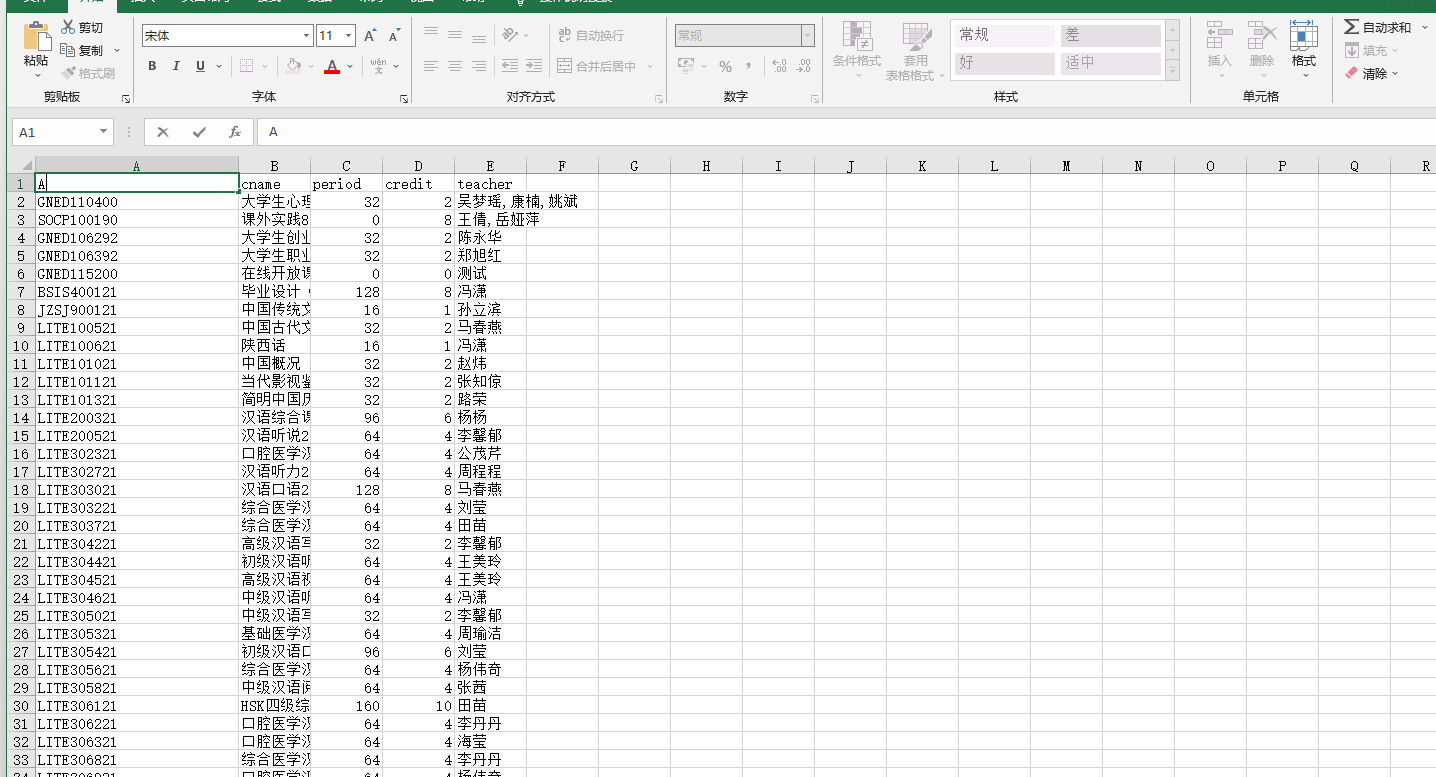 剪切
宋体 11 A A
ab 自动换行
常规
常规 差
自动求和
粘贴 复制
B I U A wén
合并后居中
%
条件格式 套用
表格格式
好 适中
插入 删除 格式
填充
格式刷
清除
剪贴板 字体 对齐方式 数字 样式 单元格
A1 fx A
A B C D E F G H I J K L M N O P Q R
1 A cname period credit teacher
2 GNED110400 大学生心理 32 2 吴梦瑶,康楠,姚斌
3 SOCP100190 课外实践8 0 8 王倩,岳娅萍
4 GNED106292 大学生创业 32 2 陈永华
5 GNED106392 大学生职业 32 2 郑旭红
6 GNED115200 在线开放课 0 0 测试
7 BSIS400121 毕业设计 128 8 冯潇
8 JZSJ900121 中国传统文 16 1 孙立滨
9 LITE100521 中国古代文 32 2 马春燕
10 LITE100621 陕西话 16 1 冯潇
11 LITE101021 中国概况 32 2 赵炜
12 LITE101121 当代影视鉴 32 2 张知倞
13 LITE101321 简明中国历 32 2 路荣
14 LITE200321 汉语综合课 96 6 杨杨
15 LITE200521 汉语听说2 64 4 李馨郁
16 LITE302321 口腔医学汉 64 4 公茂芹
17 LITE302721 汉语听力2 64 4 周程程
18 LITE303021 汉语口语2 128 8 马春燕
19 LITE303221 综合医学汉 64 4 刘莹
20 LITE303721 综合医学汉 64 4 田苗
21 LITE304221 高级汉语写 32 2 李馨郁
22 LITE304421 初级汉语听 64 4 王美玲
23 LITE304521 高级汉语视 64 4 王美玲
24 LITE304621 中级汉语听 64 4 冯潇
25 LITE305021 中级汉语写 32 2 李馨郁
26 LITE305321 基础医学汉 64 4 周瑜洁
27 LITE305421 初级汉语口 96 6 刘莹
28 LITE305621 综合医学汉 64 4 杨伟奇
29 LITE305821 中级汉语阅 64 4 张茜
30 LITE306121 HSK四级综 160 10 田苗
31 LITE306221 口腔医学汉 64 4 李丹丹
32 LITE306321 口腔医学汉 64 4 海莹
33 LITE306821 综合医学汉 64 4 李丹丹